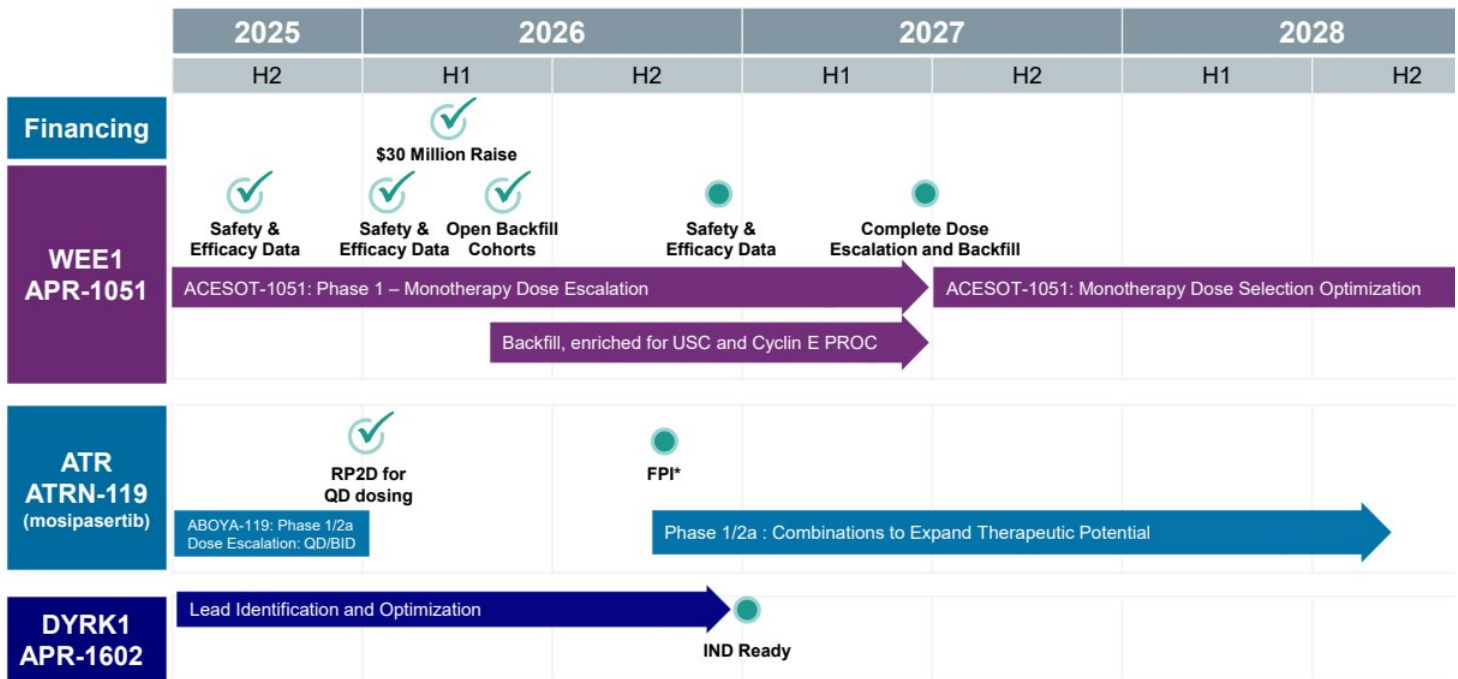 2025 2026 2027 2028
H2 H1 H2 H1 H2 H1 H2
Financing
$30 Million Raise
WEE1
APR-1051
Safety &
Efficacy Data
Safety &
Efficacy Data
Open Backfill
Cohorts
Safety &
Efficacy Data
Complete Dose
Escalation and Backfill
ACESOT-1051: Phase 1 – Monotherapy Dose Escalation
ACESOT-1051: Monotherapy Dose Selection Optimization
Backfill, enriched for USC and Cyclin E PROC
ATR
ATRN-119
(mosipasertib)
RP2D for
QD dosing
FPI*
ABOYA-119: Phase 1/2a
Dose Escalation: QD/BID
Phase 1/2a : Combinations to Expand Therapeutic Potential
DYRK1
APR-1602
Lead Identification and Optimization
IND Ready